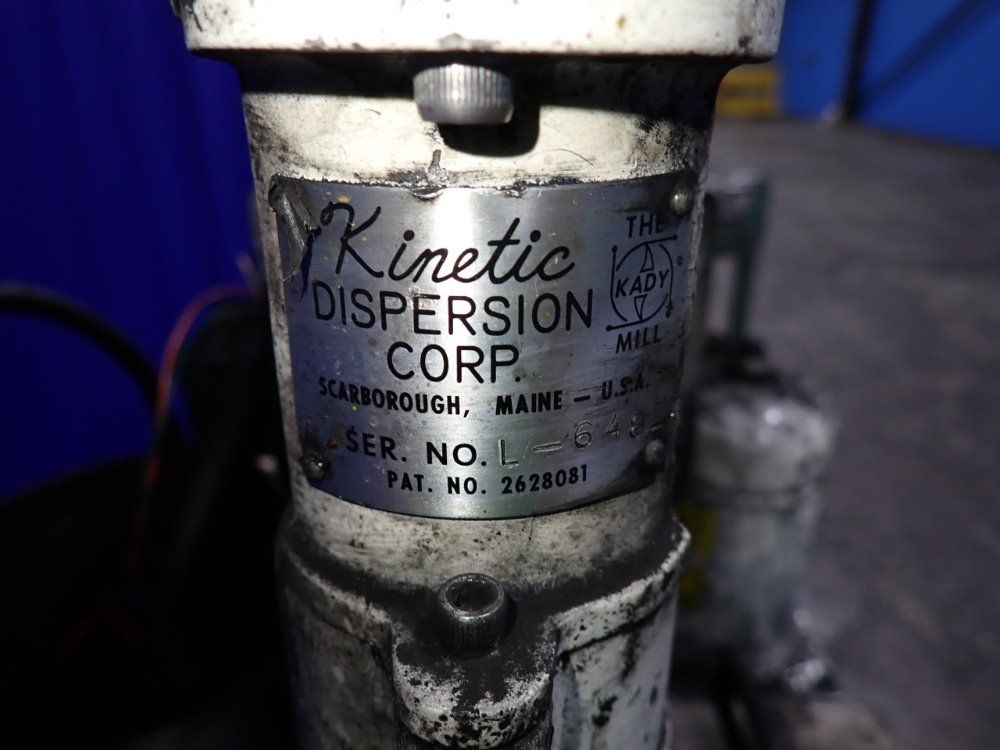 Kinetic
DISPERSION
CORP.
THE
KADY
®
MILL
SCARBOROUGH, MAINE — U.S.A.
SER. NO. L-648-
PAT. NO. 2628081